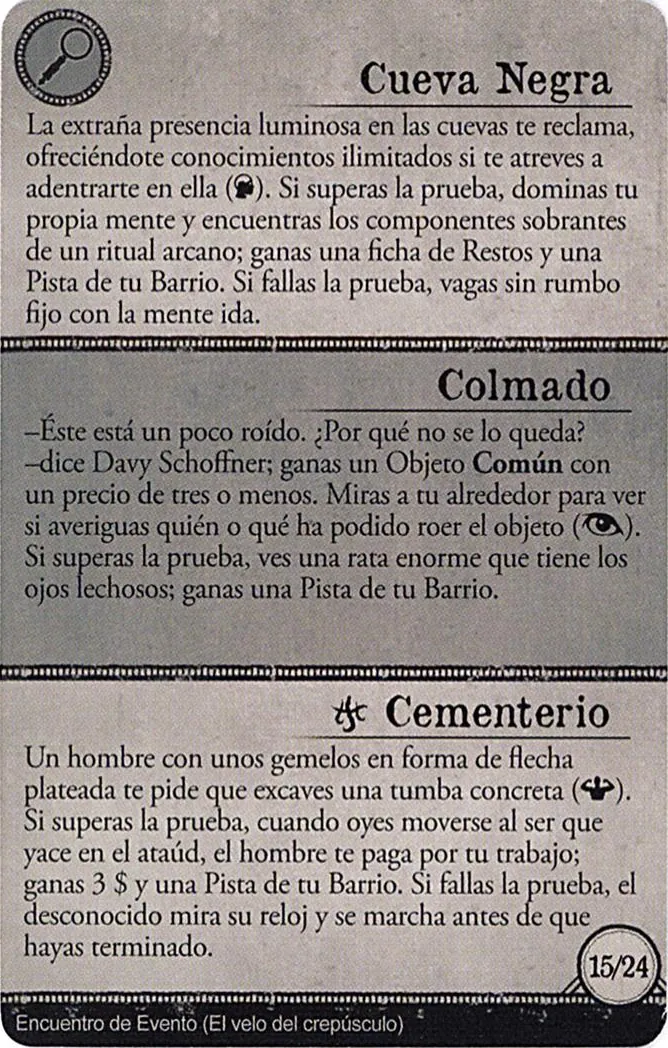 Cueva Negra
La extraña presencia luminosa en las cuevas te reclama,
ofreciéndote conocimientos ilimitados si te atreves a
adentrarte en ella (). Si superas la prueba, dominas tu
propia mente y encuentras los componentes sobrantes
de un ritual arcano; ganas una ficha de Restos y una
Pista de tu Barrio. Si fallas la prueba, vagas sin rumbo
fijo con la mente ida.
Colmado
–Éste está un poco roído. ¿Por qué no se lo queda?
–dice Davy Schoffner; ganas un Objeto Común con
un precio de tres o menos. Miras a tu alrededor para ver
si averiguas quién o qué ha podido roer el objeto ().
Si superas la prueba, ves una rata enorme que tiene los
ojos lechosos; ganas una Pista de tu Barrio.
Cementerio
Un hombre con unos gemelos en forma de flecha
plateada te pide que excaves una tumba concreta ().
Si superas la prueba, cuando oyes moverse al ser que
yace en el ataúd, el hombre te paga por tu trabajo;
ganas 3 $ y una Pista de tu Barrio. Si fallas la prueba, el
desconocido mira su reloj y se marcha antes de que
hayas terminado.
15/24
Encuentro de Evento (El velo del crepúsculo)